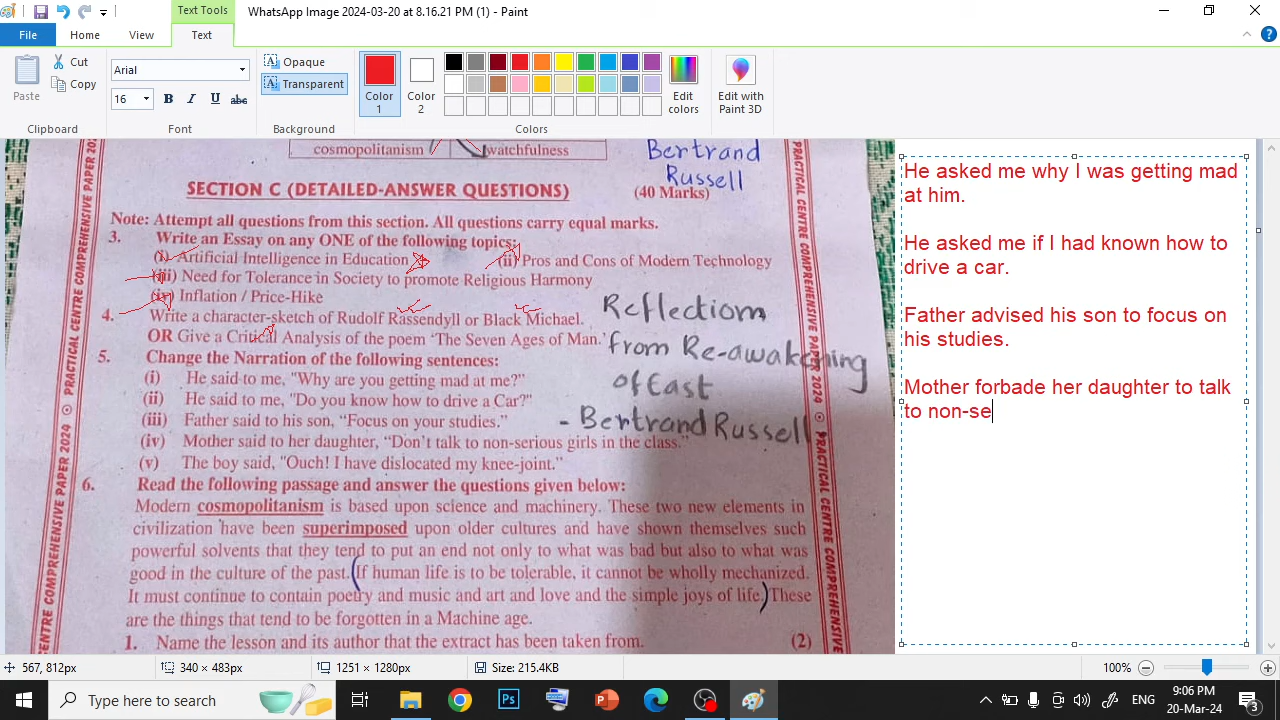 WhatsApp Image 2024-03-20 at 8.16.21 PM (1) - Paint
Text Tools
File
Home
View
Text
Paste
Cut
Copy
Clipboard
Arial
16
B I U abc
Font
Opaque
Transparent
Background
Color 1
Color 2
Edit colors
Edit with Paint 3D
Colors
cosmopolitanism
watchfulness
Bertrand
Russell
SECTION C (DETAILED-ANSWER QUESTIONS) (40 Marks)
Note: Attempt all questions from this section. All questions carry equal marks.
3. Write an Essay on any ONE of the following topics:
(i) Artificial Intelligence in Education (ii) Pros and Cons of Modern Technology
(iii) Need for Tolerance in Society to promote Religious Harmony
(iv) Inflation / Price-Hike
4. Write a character-sketch of Rudolf Rassendyll or Black Michael.
OR Give a Critical Analysis of the poem 'The Seven Ages of Man.'
5. Change the Narration of the following sentences:
(i) He said to me, "Why are you getting mad at me?"
(ii) He said to me, "Do you know how to drive a Car?"
(iii) Father said to his son, "Focus on your studies."
(iv) Mother said to her daughter, "Don't talk to non-serious girls in the class."
(v) The boy said, "Ouch! I have dislocated my knee-joint."
6. Read the following passage and answer the questions given below:
Modern cosmopolitanism is based upon science and machinery. These two new elements in
civilization have been superimposed upon older cultures and have shown themselves such
powerful solvents that they tend to put an end not only to what was bad but also to what was
good in the culture of the past. (If human life is to be tolerable, it cannot be wholly mechanized.
It must continue to contain poetry and music and art and love and the simple joys of life.) These
are the things that tend to be forgotten in a Machine age.
1. Name the lesson and its author that the extract has been taken from. (2)
Reflection
from Re-awakening
of East
- Bertrand Russell
CENTRE COMPREHENSIVE PAPER 2024 PRACTICAL CENTRE COMPREHENSIVE PAPER 202
PRACTICAL CENTRE COMPREHENSIVE PAPER 2024 PRACTICAL CENTRE COMPREHENSIVE
He asked me why I was getting mad
at him.
He asked me if I had known how to
drive a car.
Father advised his son to focus on
his studies.
Mother forbade her daughter to talk
to non-se
567, 812px
340 × 483px
1251 × 1280px
Size: 215.4KB
100%
Type here to search
ENG
9:06 PM
20-Mar-24
3